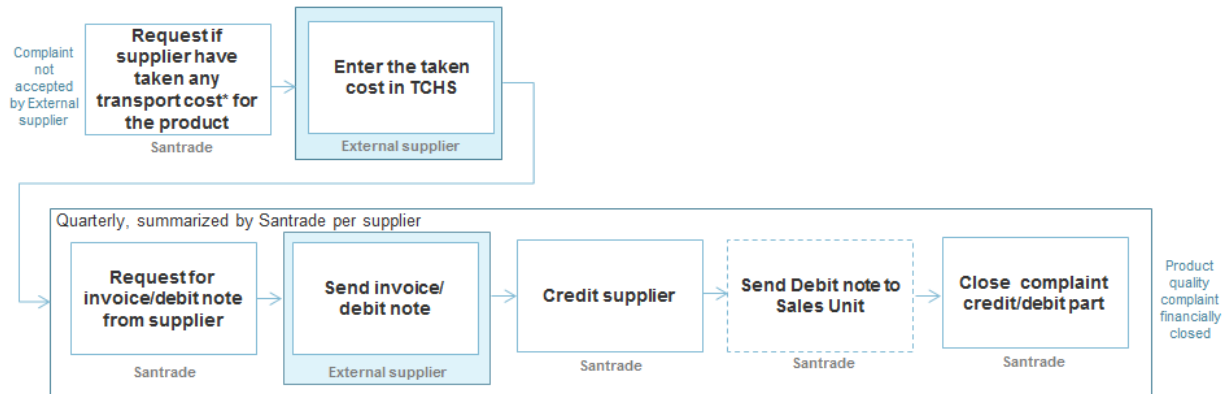 Complaint
not
accepted
by External
supplier
Request if
supplier have
taken any
transport cost* for
the product
Santrade
Enter the taken
cost in TCHS
External supplier
Quarterly, summarized by Santrade per supplier
Request for
invoice/debit note
from supplier
Santrade
Send invoice/
debit note
External supplier
Credit supplier
Santrade
Send Debit note to
Sales Unit
Santrade
Close complaint
credit/debit part
Santrade
Product
quality
complaint
financially
closed